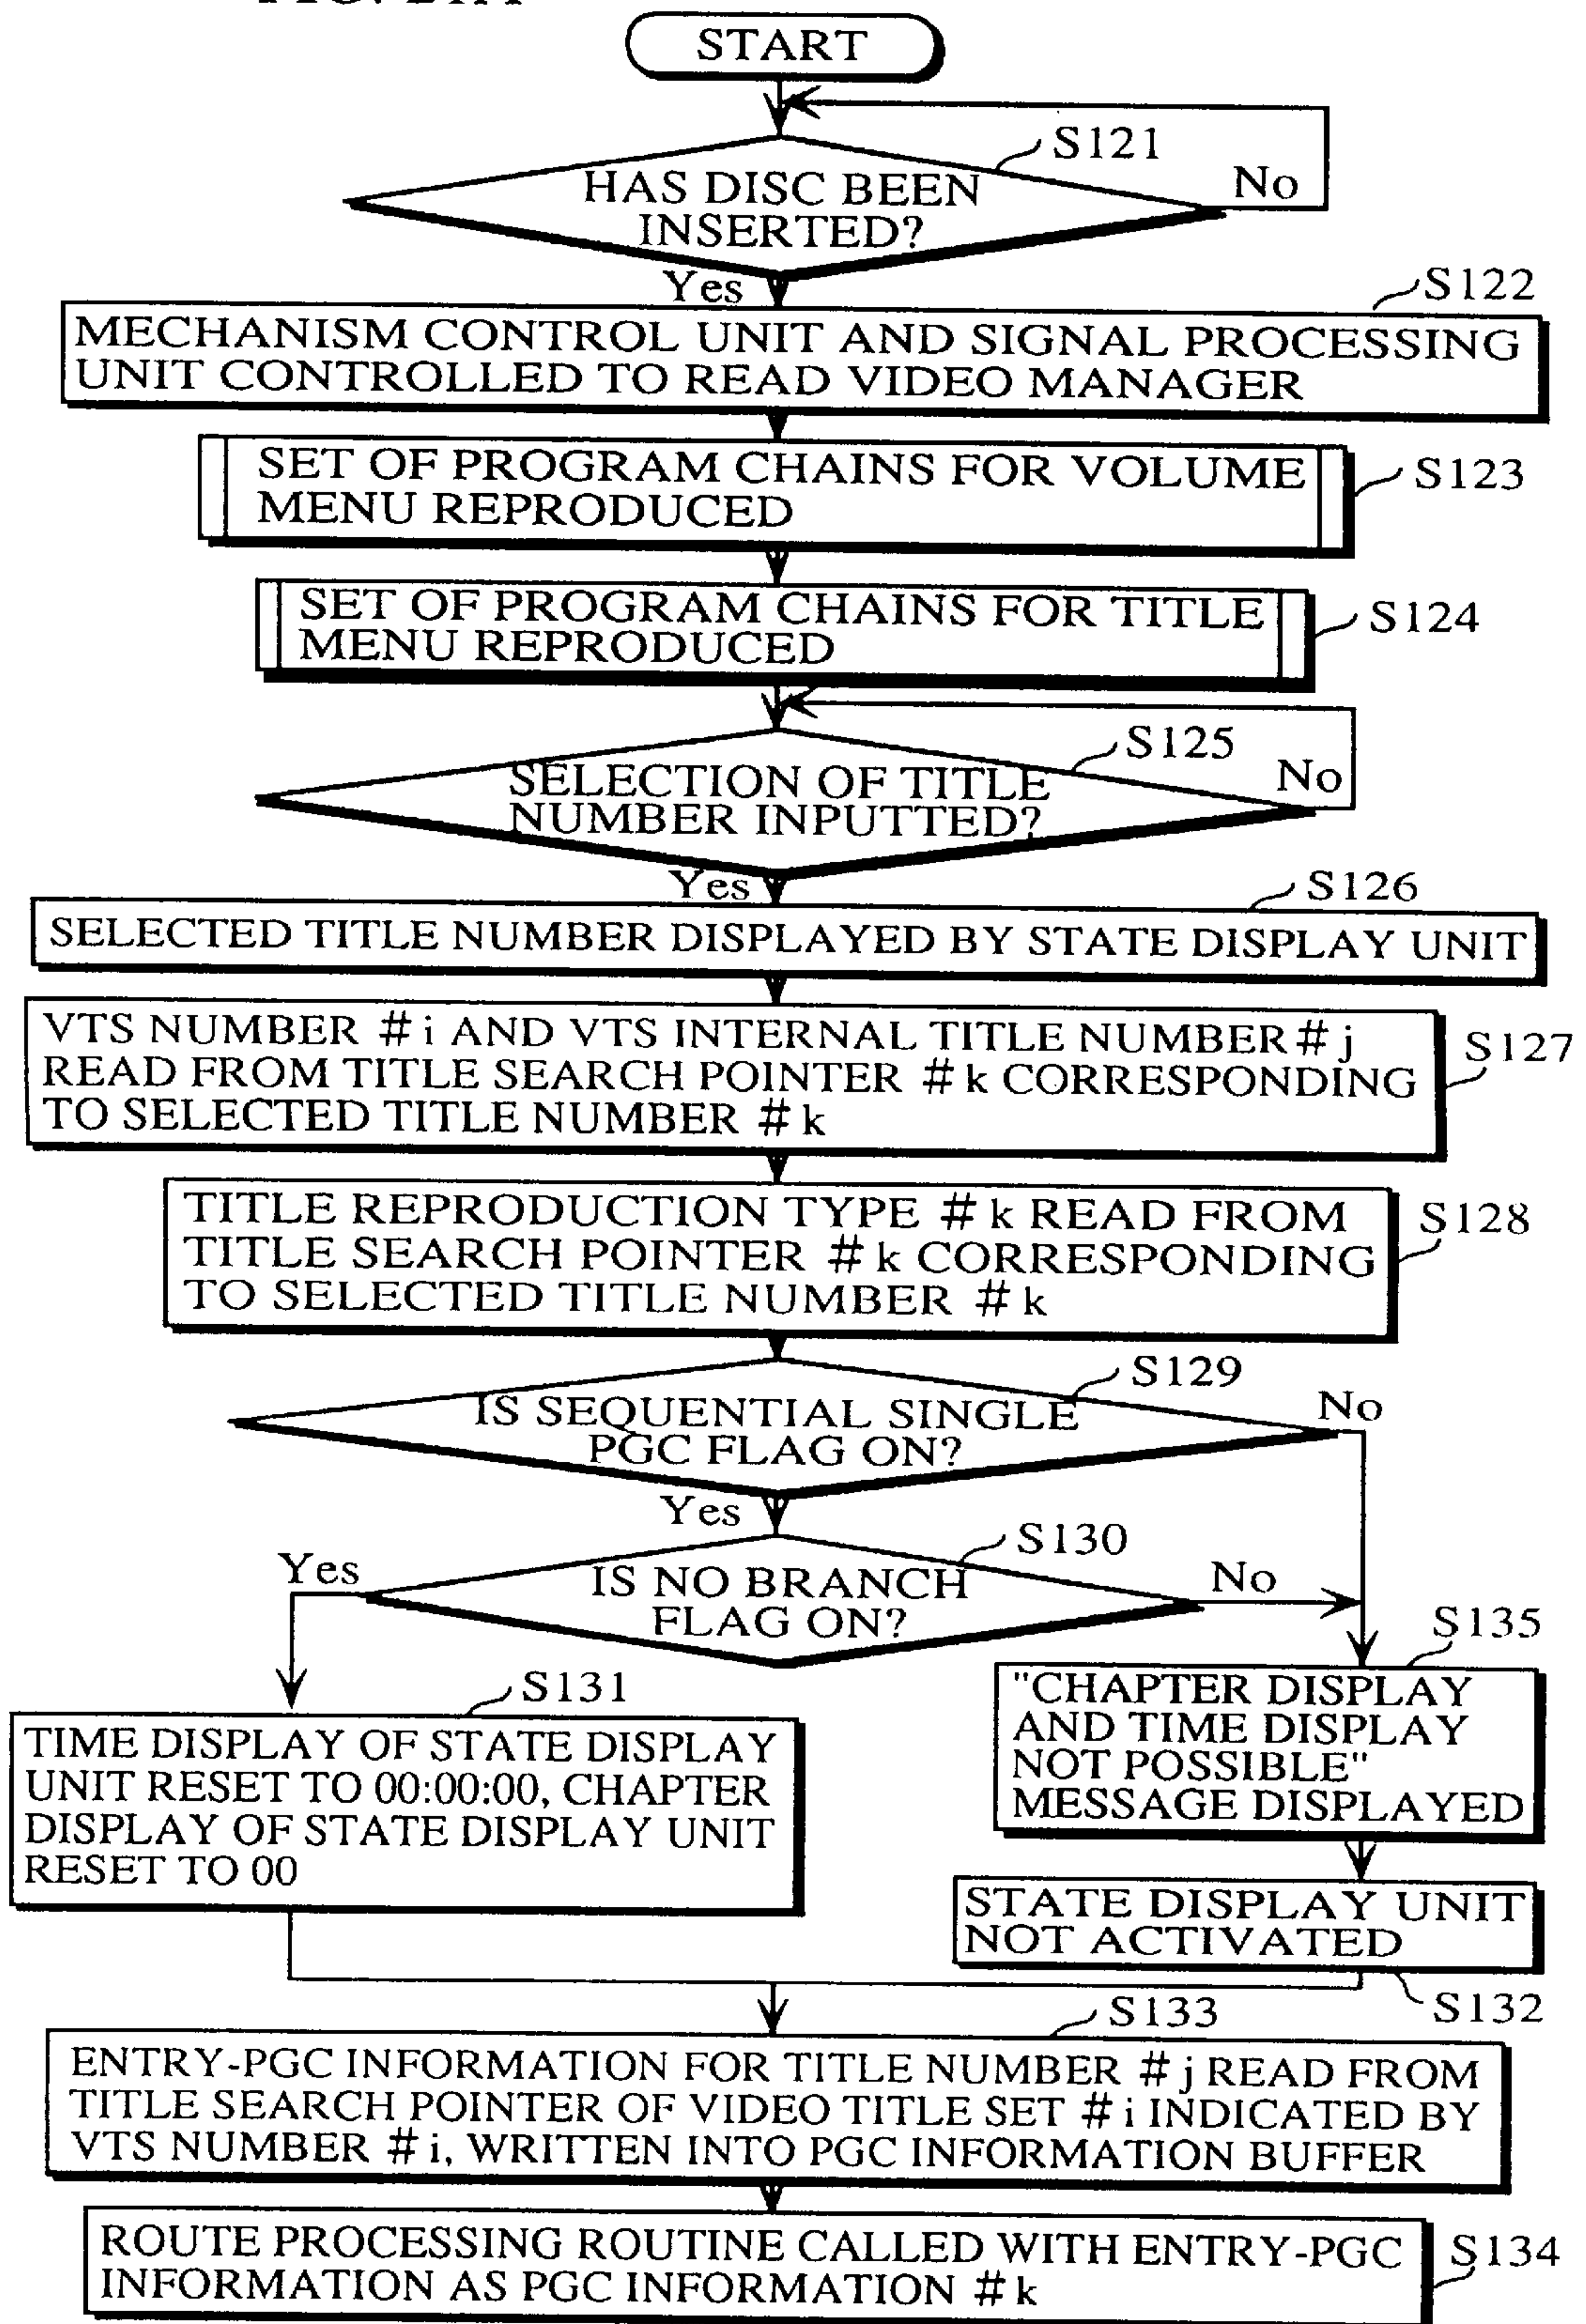 START
S121
HAS DISC BEEN
INSERTED?
No
Yes
S122
MECHANISM CONTROL UNIT AND SIGNAL PROCESSING
UNIT CONTROLLED TO READ VIDEO MANAGER
SET OF PROGRAM CHAINS FOR VOLUME
MENU REPRODUCED
S123
SET OF PROGRAM CHAINS FOR TITLE
MENU REPRODUCED
S124
S125
SELECTION OF TITLE
NUMBER INPUTTED?
No
Yes
S126
SELECTED TITLE NUMBER DISPLAYED BY STATE DISPLAY UNIT
VTS NUMBER #i AND VTS INTERNAL TITLE NUMBER #j
READ FROM TITLE SEARCH POINTER #k CORRESPONDING
TO SELECTED TITLE NUMBER #k
S127
TITLE REPRODUCTION TYPE #k READ FROM
TITLE SEARCH POINTER #k CORRESPONDING
TO SELECTED TITLE NUMBER #k
S128
S129
IS SEQUENTIAL SINGLE
PGC FLAG ON?
No
Yes
S130
IS NO BRANCH
FLAG ON?
Yes
No
S135
"CHAPTER DISPLAY
AND TIME DISPLAY
NOT POSSIBLE"
MESSAGE DISPLAYED
S131
TIME DISPLAY OF STATE DISPLAY
UNIT RESET TO 00:00:00, CHAPTER
DISPLAY OF STATE DISPLAY UNIT
RESET TO 00
STATE DISPLAY UNIT
NOT ACTIVATED
S132
S133
ENTRY-PGC INFORMATION FOR TITLE NUMBER #j READ FROM
TITLE SEARCH POINTER OF VIDEO TITLE SET #i INDICATED BY
VTS NUMBER #i, WRITTEN INTO PGC INFORMATION BUFFER
ROUTE PROCESSING ROUTINE CALLED WITH ENTRY-PGC
INFORMATION AS PGC INFORMATION #k
S134